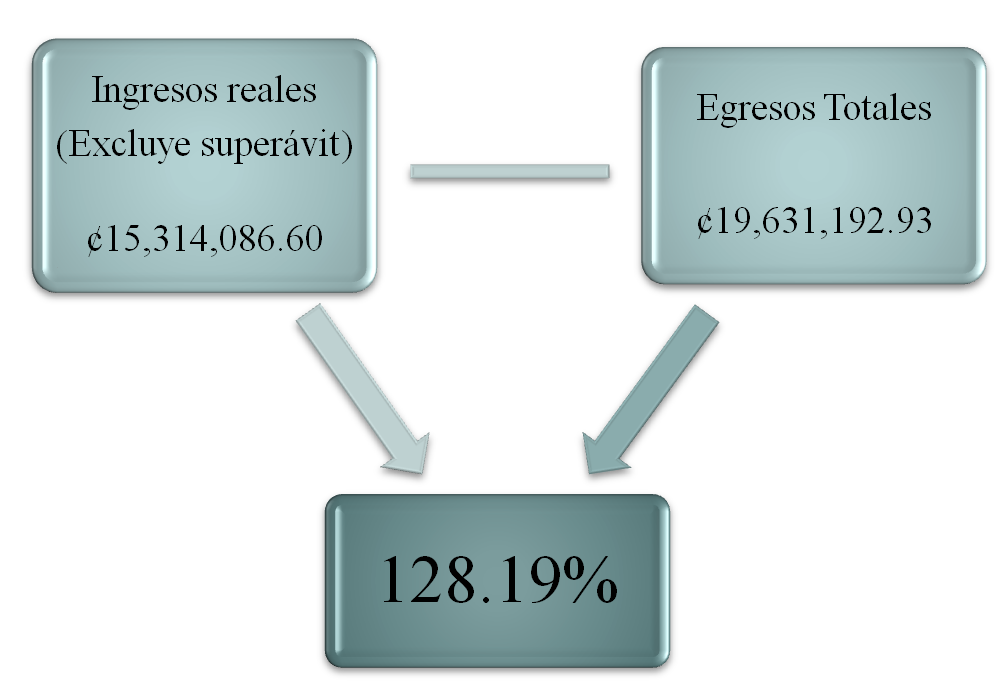 Ingresos reales
(Excluye superávit)
¢15,314,086.60
Egresos Totales
¢19,631,192.93
128.19%